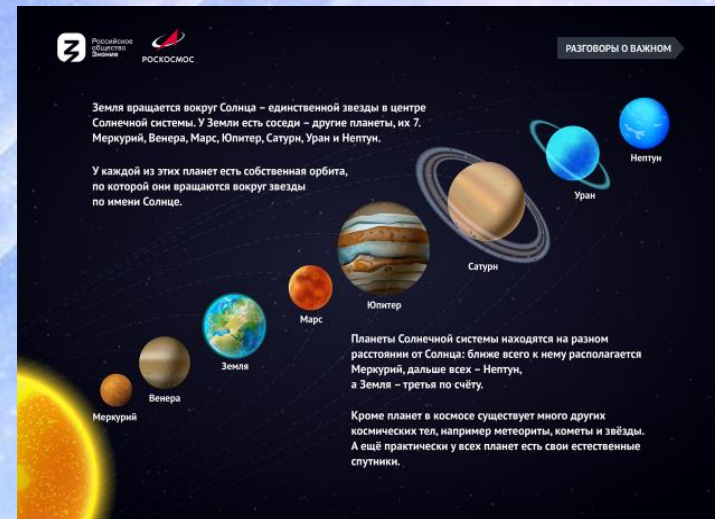 Российское
общество
Знание
РОСКОСМОС
РАЗГОВОРЫ О ВАЖНОМ
Земля вращается вокруг Солнца – единственной звезды в центре
Солнечной системы. У Земли есть соседи – другие планеты, их 7.
Меркурий, Венера, Марс, Юпитер, Сатурн, Уран и Нептун.
У каждой из этих планет есть собственная орбита,
по которой они вращаются вокруг звезды
по имени Солнце.
Нептун
Уран
Сатурн
Юпитер
Марс
Земля
Венера
Меркурий
Планеты Солнечной системы находятся на разном
расстоянии от Солнца: ближе всего к нему располагается
Меркурий, дальше всех – Нептун,
а Земля – третья по счёту.
Кроме планет в космосе существует много других
космических тел, например метеориты, кометы и звёзды.
А ещё практически у всех планет есть свои естественные
спутники.